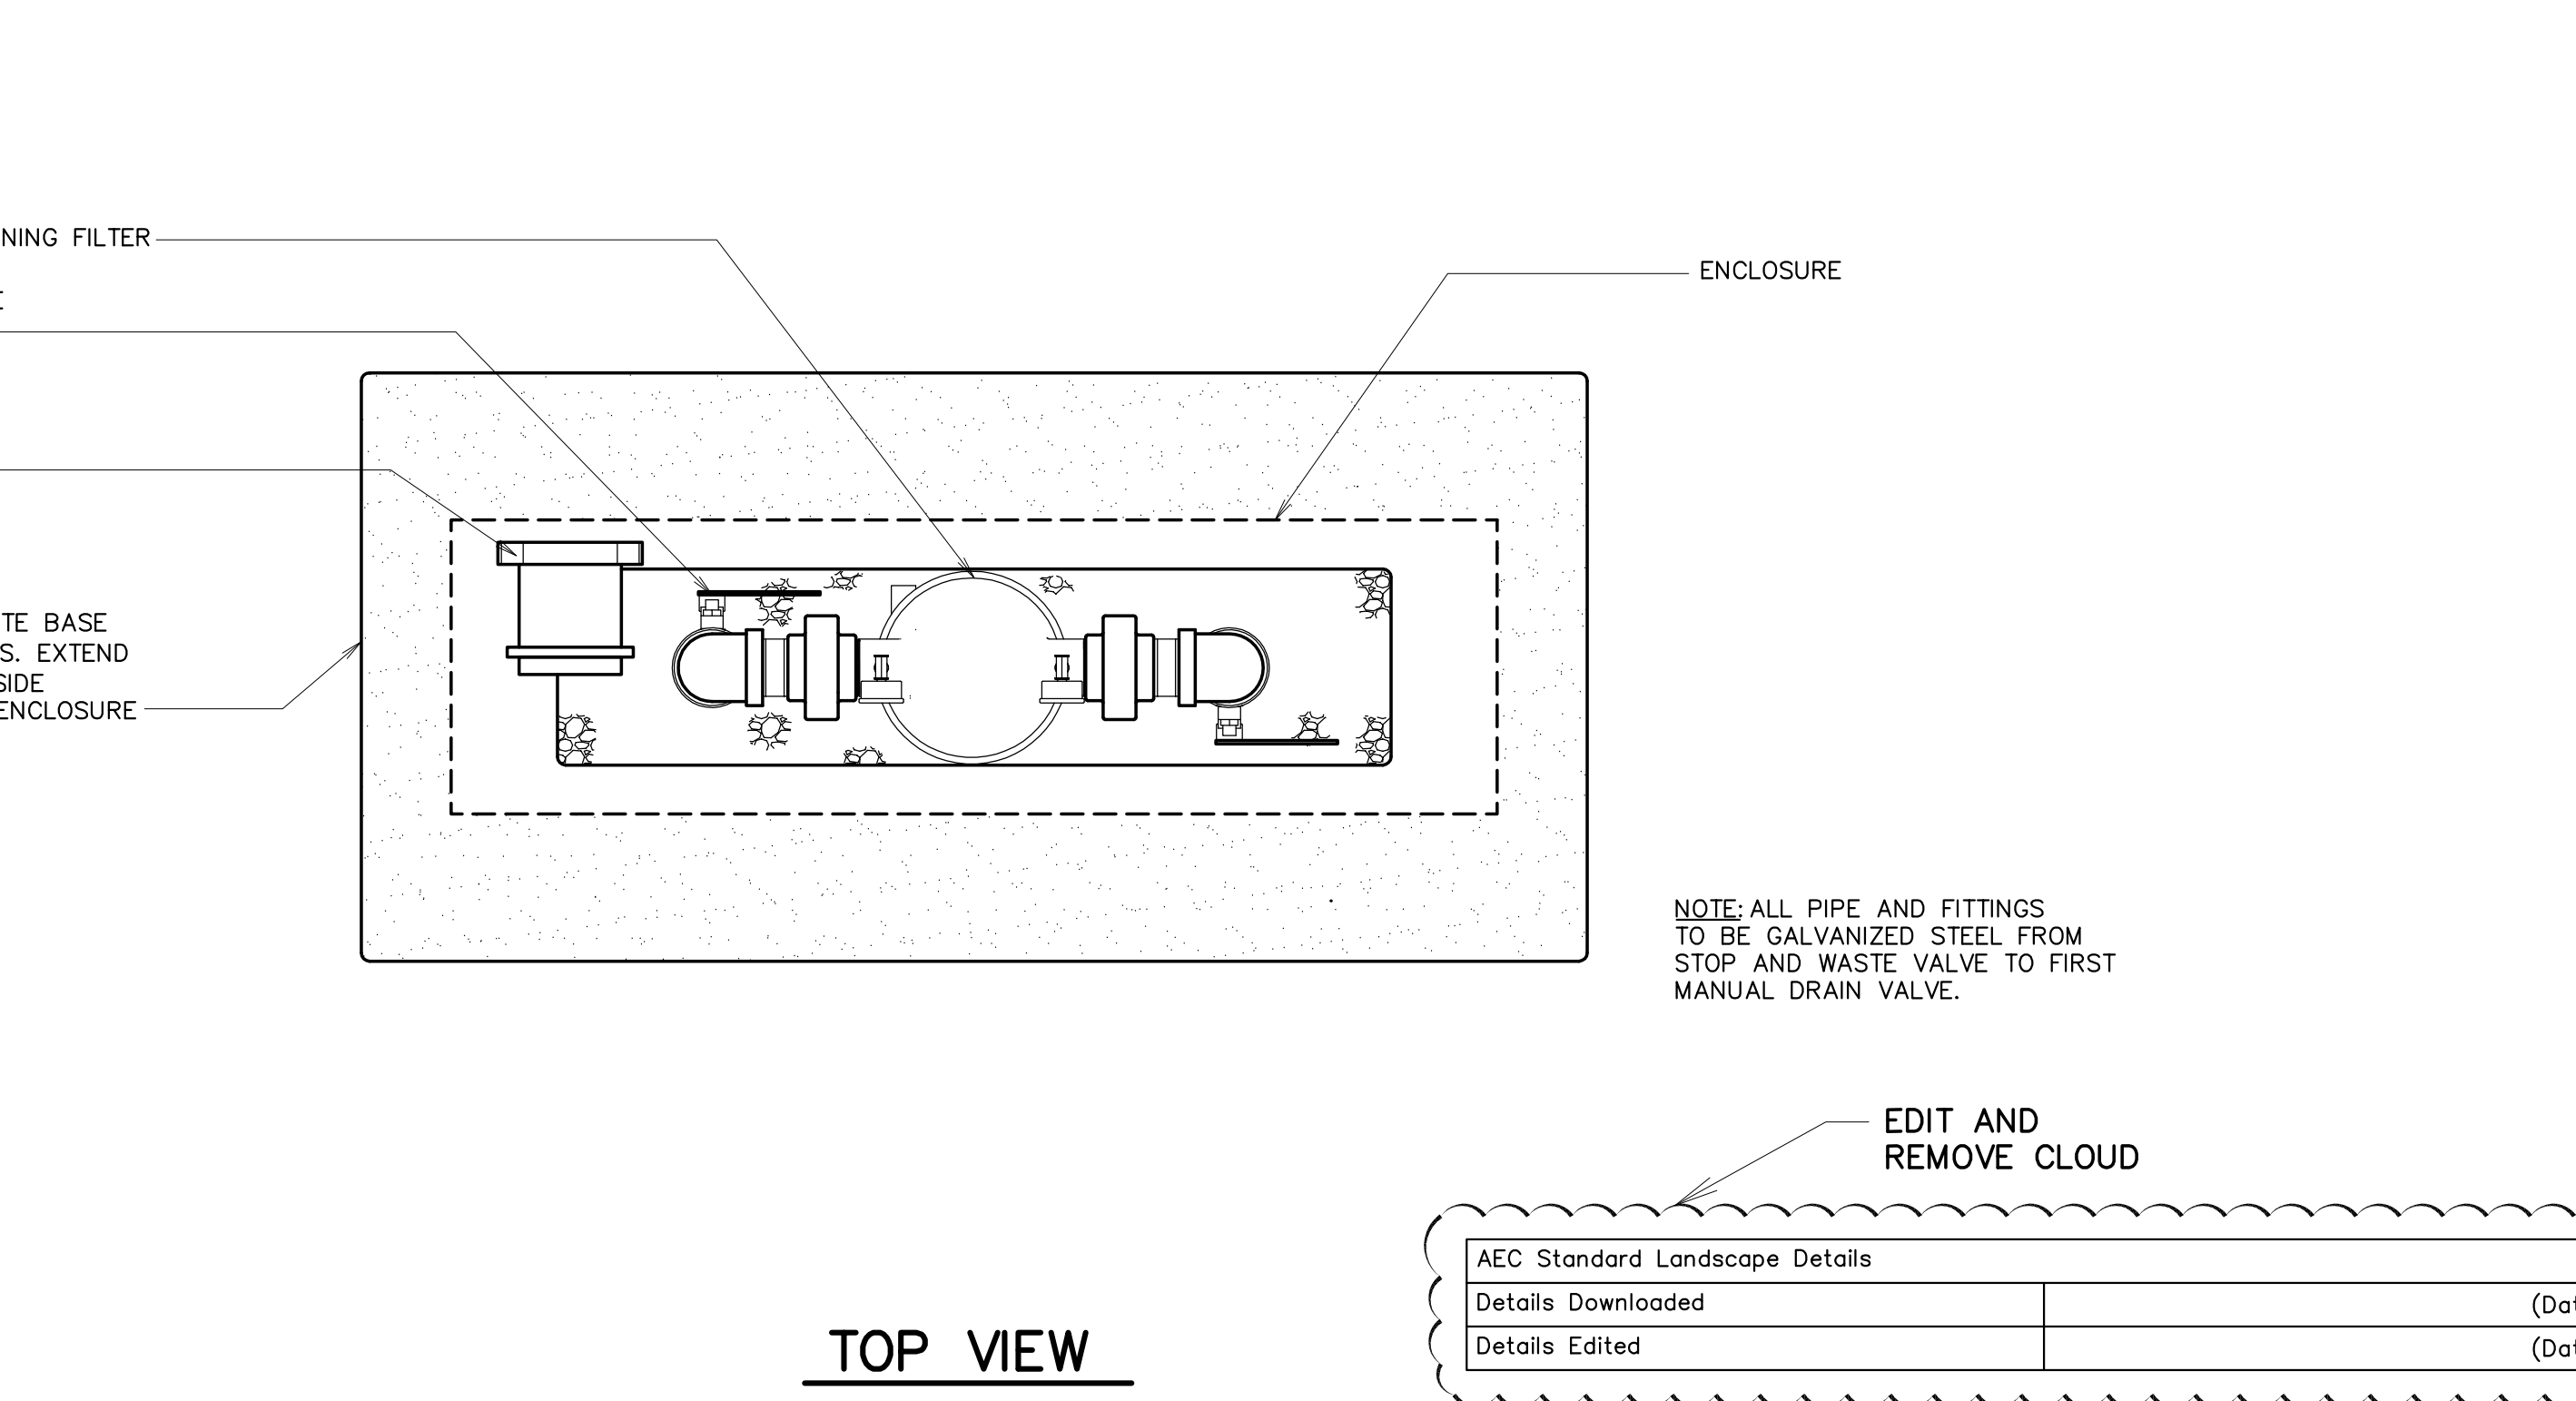 NING FILTER
ENCLOSURE
TE BASE
S. EXTEND
SIDE
ENCLOSURE
NOTE: ALL PIPE AND FITTINGS
TO BE GALVANIZED STEEL FROM
STOP AND WASTE VALVE TO FIRST
MANUAL DRAIN VALVE.
EDIT AND
REMOVE CLOUD
AEC Standard Landscape Details
Details Downloaded (Dat
Details Edited (Dat
TOP VIEW